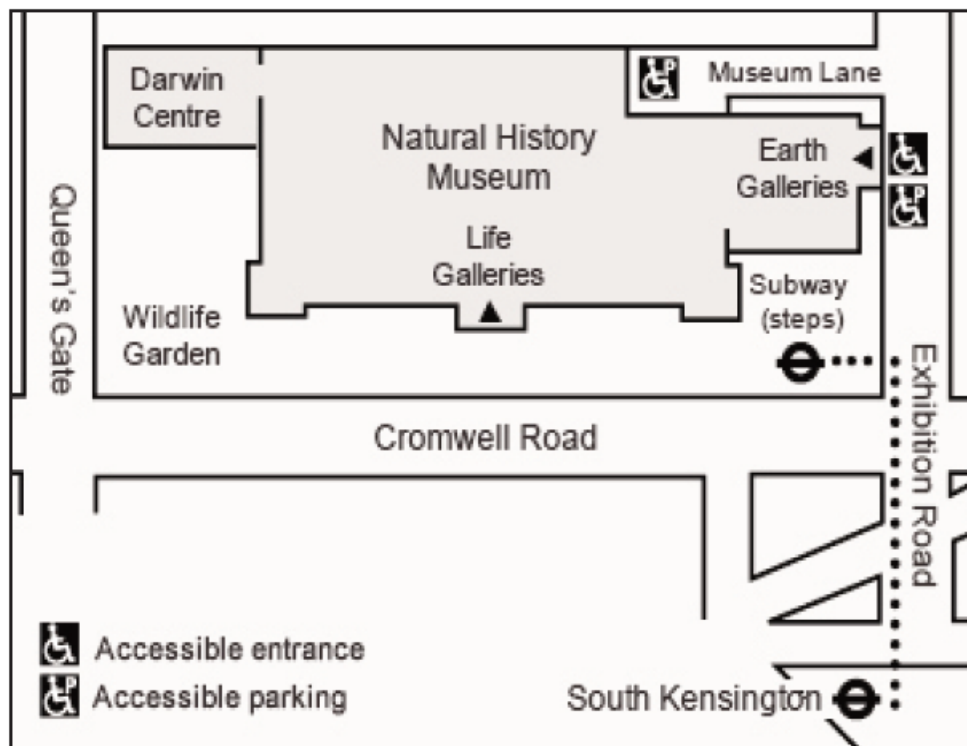 Darwin
Centre
Museum Lane
Natural History
Museum
Earth
Galleries
Queen's Gate
Life
Galleries
Wildlife
Garden
Subway
(steps)
Exhibition Road
Cromwell Road
Accessible entrance
P Accessible parking
South Kensington
P
P